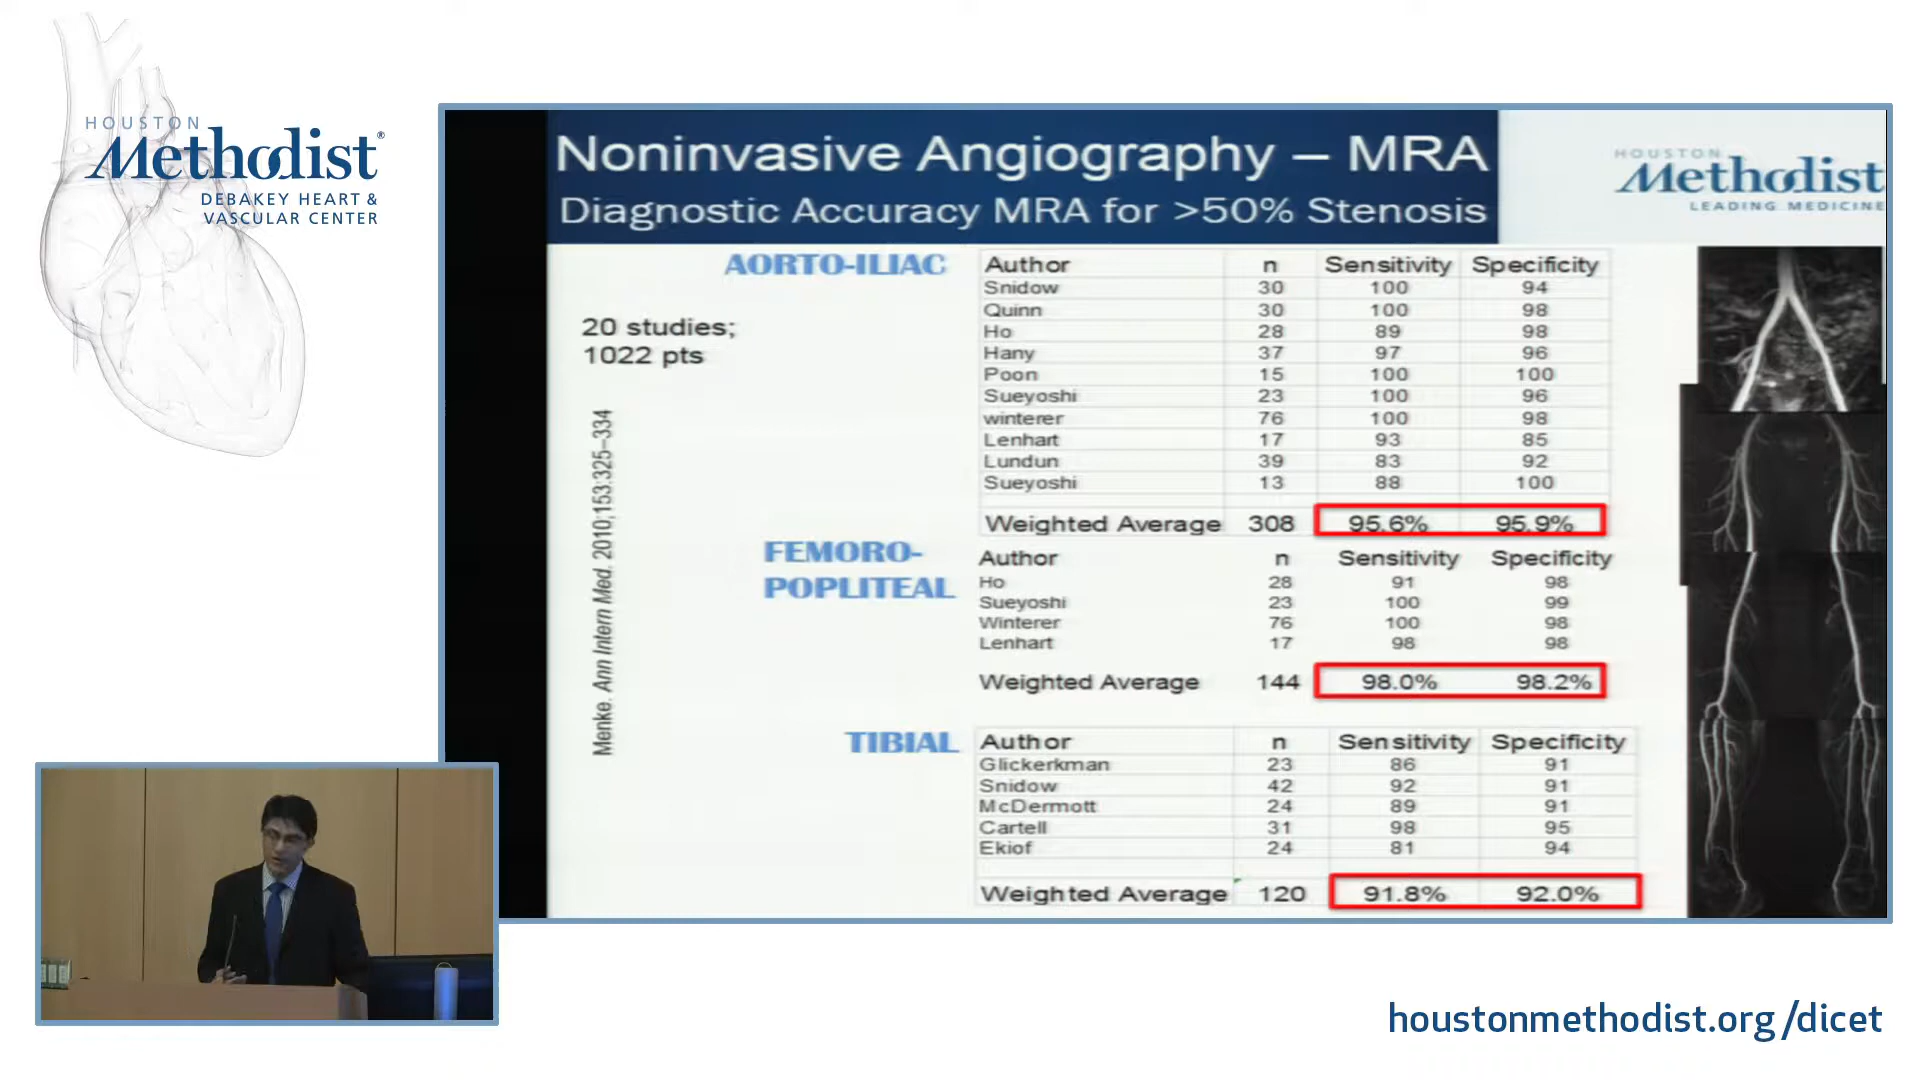 HOUSTON
Methodist®
DEBAKEY HEART &
VASCULAR CENTER
Noninvasive Angiography – MRA
Diagnostic Accuracy MRA for >50% Stenosis
HOUSTON
Methodist
LEADING MEDICINE
20 studies;
1022 pts
Menke. Ann Intern Med. 2010;153:325–334
AORTO-ILIAC
Author n Sensitivity Specificity
Snidow 30 100 94
Quinn 30 100 98
Ho 28 89 98
Hany 37 97 96
Poon 15 100 100
Sueyoshi 23 100 96
winterer 76 100 98
Lenhart 17 93 85
Lundun 39 83 92
Sueyoshi 13 88 100
Weighted Average 308 95.6% 95.9%
FEMORO-
POPLITEAL
Author n Sensitivity Specificity
Ho 28 91 98
Sueyoshi 23 100 99
Winterer 76 100 98
Lenhart 17 98 98
Weighted Average 144 98.0% 98.2%
TIBIAL
Author n Sensitivity Specificity
Glickerkman 23 86 91
Snidow 42 92 91
McDermott 24 89 91
Cartell 31 98 95
Ekiof 24 81 94
Weighted Average 120 91.8% 92.0%
houstonmethodist.org/dicet